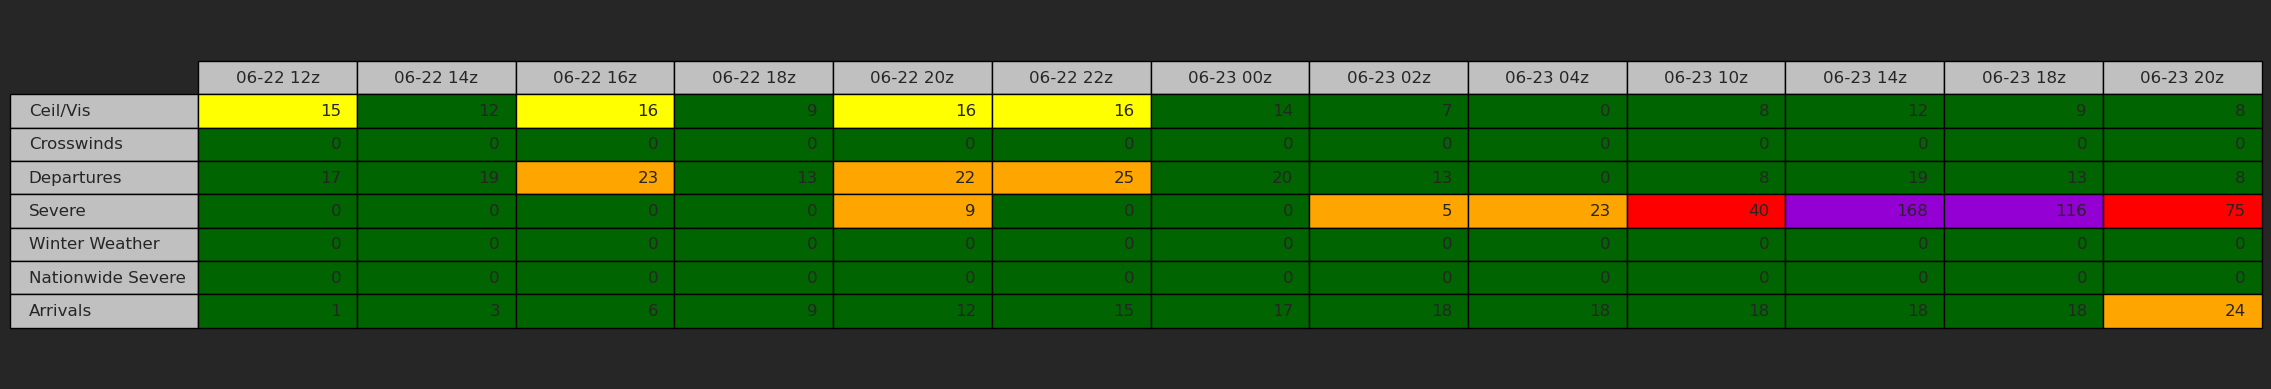 06-22 12z 06-22 14z 06-22 16z 06-22 18z 06-22 20z 06-22 22z 06-23 00z 06-23 02z 06-23 04z 06-23 10z 06-23 14z 06-23 18z 06-23 20z
Ceil/Vis 15 12 16 9 16 16 14 7 0 8 12 9 8
Crosswinds 0 0 0 0 0 0 0 0 0 0 0 0 0
Departures 17 19 23 13 22 25 20 13 0 8 19 13 8
Severe 0 0 0 0 9 0 0 5 23 40 168 116 75
Winter Weather 0 0 0 0 0 0 0 0 0 0 0 0 0
Nationwide Severe 0 0 0 0 0 0 0 0 0 0 0 0 0
Arrivals 1 3 6 9 12 15 17 18 18 18 18 18 24